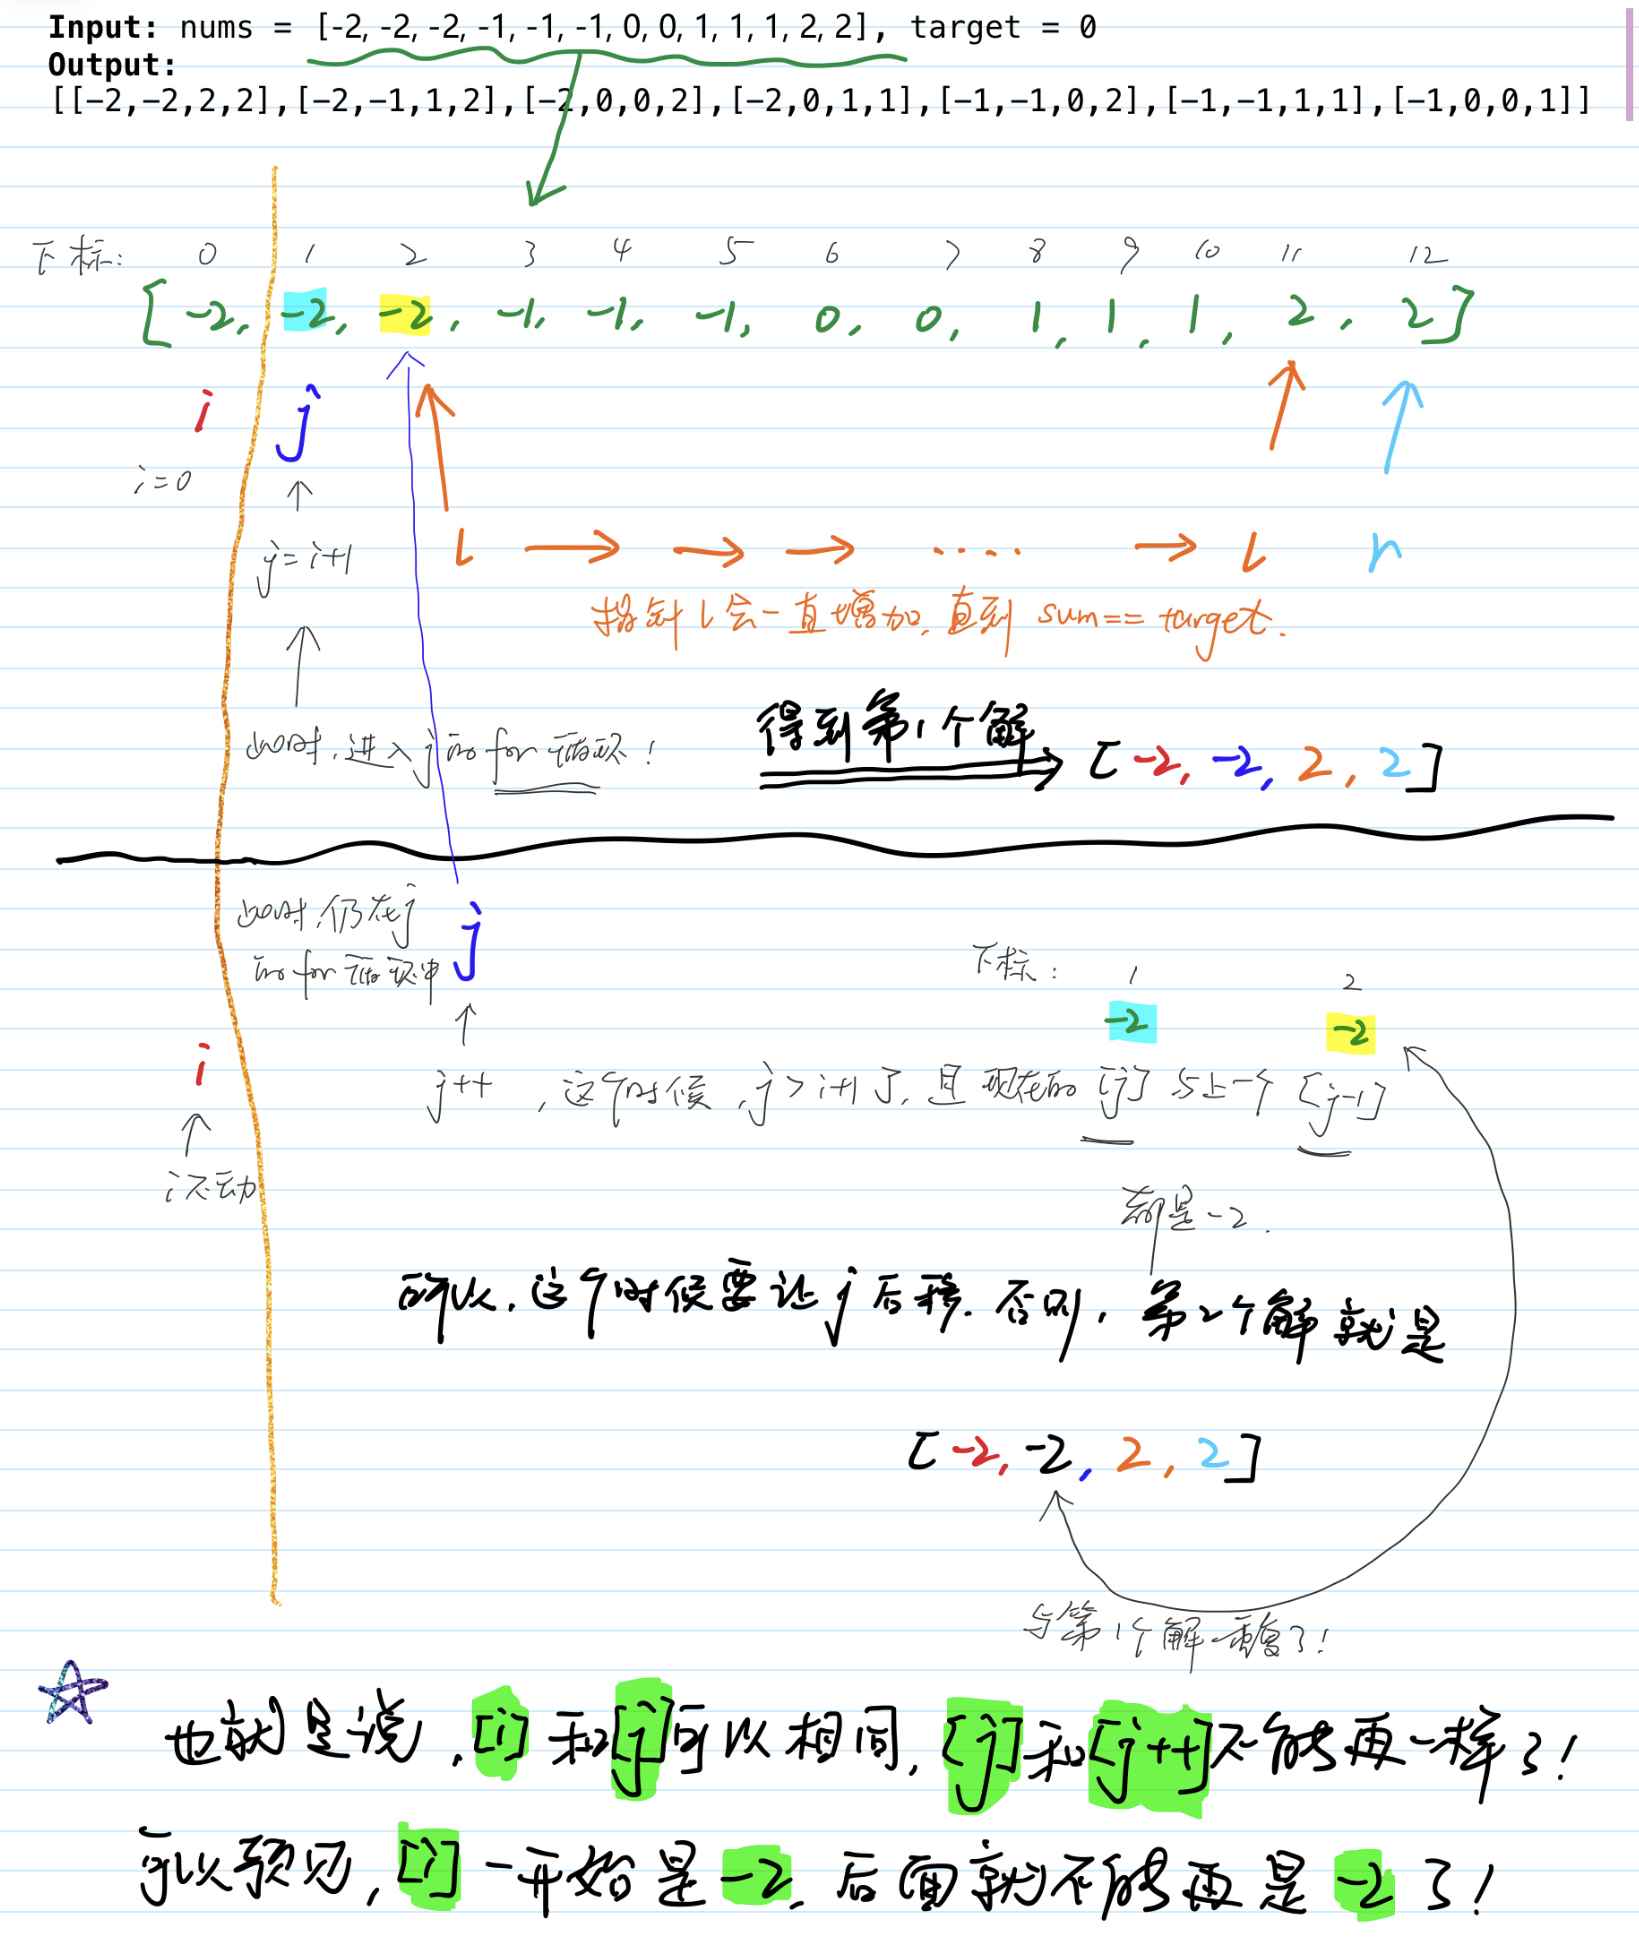 Input: nums = [-2, -2, -2, -1, -1, -1, 0, 0, 1, 1, 1, 2, 2], target = 0
Output:
[[-2,-2,2,2],[-2,-1,1,2],[-2,0,0,2],[-2,0,1,1],[-1,-1,0,2],[-1,-1,1,1],[-1,0,0,1]]
下标: 0 1 2 3 4 5 6 7 8 9 10 11 12
[-2, -2, -2, -1, -1, -1, 0, 0, 1, 1, 1, 2, 2]
i j
i=0
l l r
j=i+1
指针l会一直增加,直到 sum== target.
得到第1个解
此时,进入j的for循环!
[-2, -2, 2, 2]
此时,仍在j
的for循环中
j
下标: 1 2
-2 -2
i
j++ ,这个时候,j>i+1了,且现在的[j]与上一个[j-1]
i不动
都是-2.
所以,这个时候要让j后移.否则,第2个解就是
[-2, -2, 2, 2]
与第1个解重复了!
也就是说,[i]和[j]可以相同,[j]和[j++]不能再一样了!
可以预见,[i]一开始是-2,后面就不能再是-2了!